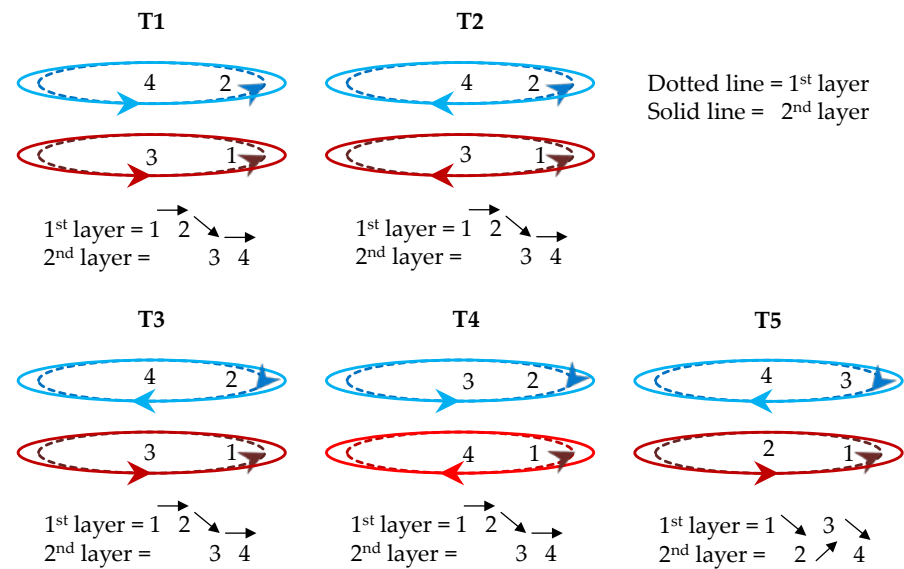 T1
T2
4 2
4 2
Dotted line = 1st layer
Solid line = 2nd layer
3 1
3 1
1st layer = 1 2
2nd layer = 3 4
1st layer = 1 2
2nd layer = 3 4
T3
T4
T5
4 2
3 2
4 3
3 1
4 1
2 1
1st layer = 1 2
2nd layer = 3 4
1st layer = 1 2
2nd layer = 3 4
1st layer = 1 3
2nd layer = 2 4